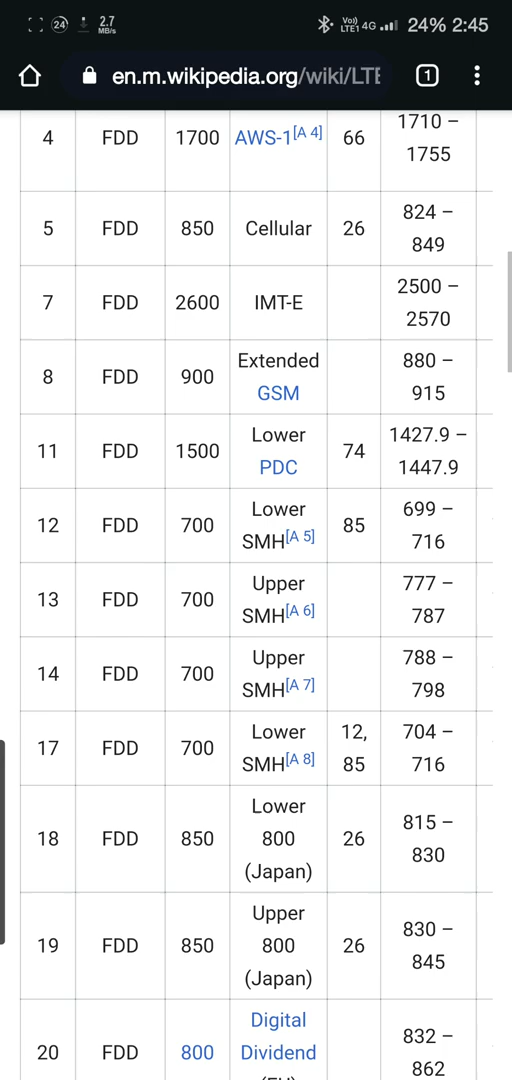 24 2.7 MB/s Vo)) LTE1 4G 24% 2:45
en.m.wikipedia.org/wiki/LTE 1
4 FDD 1700 AWS-1[A 4] 66 1710 –
1755
5 FDD 850 Cellular 26 824 –
849
7 FDD 2600 IMT-E 2500 –
2570
8 FDD 900 Extended
GSM 880 –
915
11 FDD 1500 Lower
PDC 74 1427.9 –
1447.9
12 FDD 700 Lower
SMH[A 5] 85 699 –
716
13 FDD 700 Upper
SMH[A 6] 777 –
787
14 FDD 700 Upper
SMH[A 7] 788 –
798
17 FDD 700 Lower
SMH[A 8] 12,
85 704 –
716
18 FDD 850 Lower
800
(Japan) 26 815 –
830
19 FDD 850 Upper
800
(Japan) 26 830 –
845
20 FDD 800 Digital
Dividend 832 –
862